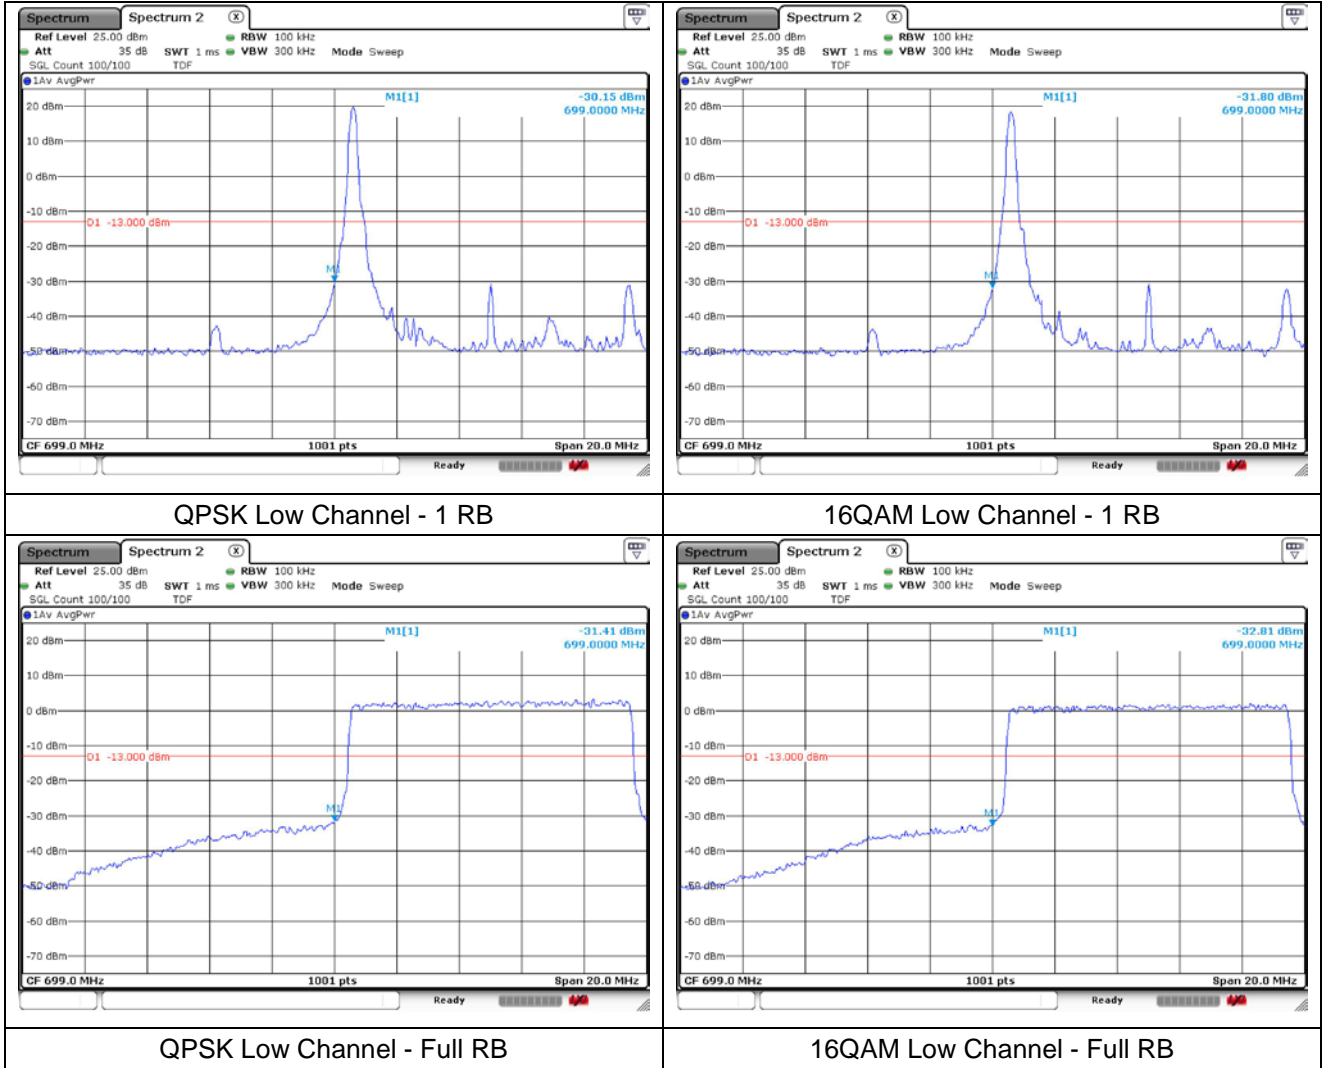 Spectrum Spectrum 2 X
Ref Level 25.00 dBm RBW 100 kHz
Att 35 dB SWT 1 ms VBW 300 kHz Mode Sweep
SGL Count 100/100 TDF
1Av AvgPwr
M1[1] -30.15 dBm
699.0000 MHz
20 dBm
10 dBm
0 dBm
-10 dBm
D1 -13.000 dBm
-20 dBm
M1
-30 dBm
-40 dBm
-50 dBm
-60 dBm
-70 dBm
CF 699.0 MHz 1001 pts Span 20.0 MHz
Ready
QPSK Low Channel - 1 RB
Spectrum Spectrum 2 X
Ref Level 25.00 dBm RBW 100 kHz
Att 35 dB SWT 1 ms VBW 300 kHz Mode Sweep
SGL Count 100/100 TDF
1Av AvgPwr
M1[1] -31.80 dBm
699.0000 MHz
20 dBm
10 dBm
0 dBm
-10 dBm
D1 -13.000 dBm
-20 dBm
M1
-30 dBm
-40 dBm
-50 dBm
-60 dBm
-70 dBm
CF 699.0 MHz 1001 pts Span 20.0 MHz
Ready
16QAM Low Channel - 1 RB
Spectrum Spectrum 2 X
Ref Level 25.00 dBm RBW 100 kHz
Att 35 dB SWT 1 ms VBW 300 kHz Mode Sweep
SGL Count 100/100 TDF
1Av AvgPwr
M1[1] -31.41 dBm
699.0000 MHz
20 dBm
10 dBm
0 dBm
-10 dBm
D1 -13.000 dBm
-20 dBm
M1
-30 dBm
-40 dBm
-50 dBm
-60 dBm
-70 dBm
CF 699.0 MHz 1001 pts Span 20.0 MHz
Ready
QPSK Low Channel - Full RB
Spectrum Spectrum 2 X
Ref Level 25.00 dBm RBW 100 kHz
Att 35 dB SWT 1 ms VBW 300 kHz Mode Sweep
SGL Count 100/100 TDF
1Av AvgPwr
M1[1] -32.81 dBm
699.0000 MHz
20 dBm
10 dBm
0 dBm
-10 dBm
D1 -13.000 dBm
-20 dBm
M1
-30 dBm
-40 dBm
-50 dBm
-60 dBm
-70 dBm
CF 699.0 MHz 1001 pts Span 20.0 MHz
Ready
16QAM Low Channel - Full RB